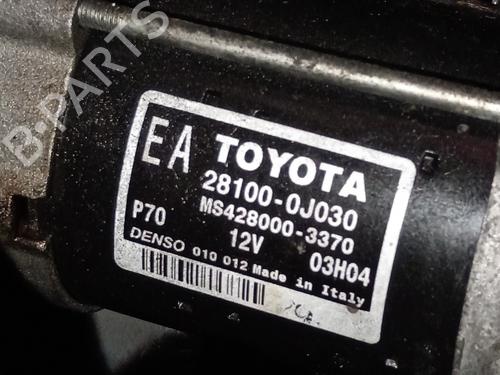 B-PARTS
EA TOYOTA
28100-0J030
P70 MS428000-3370
12V 03H04
DENSO 010 012 Made in Italy